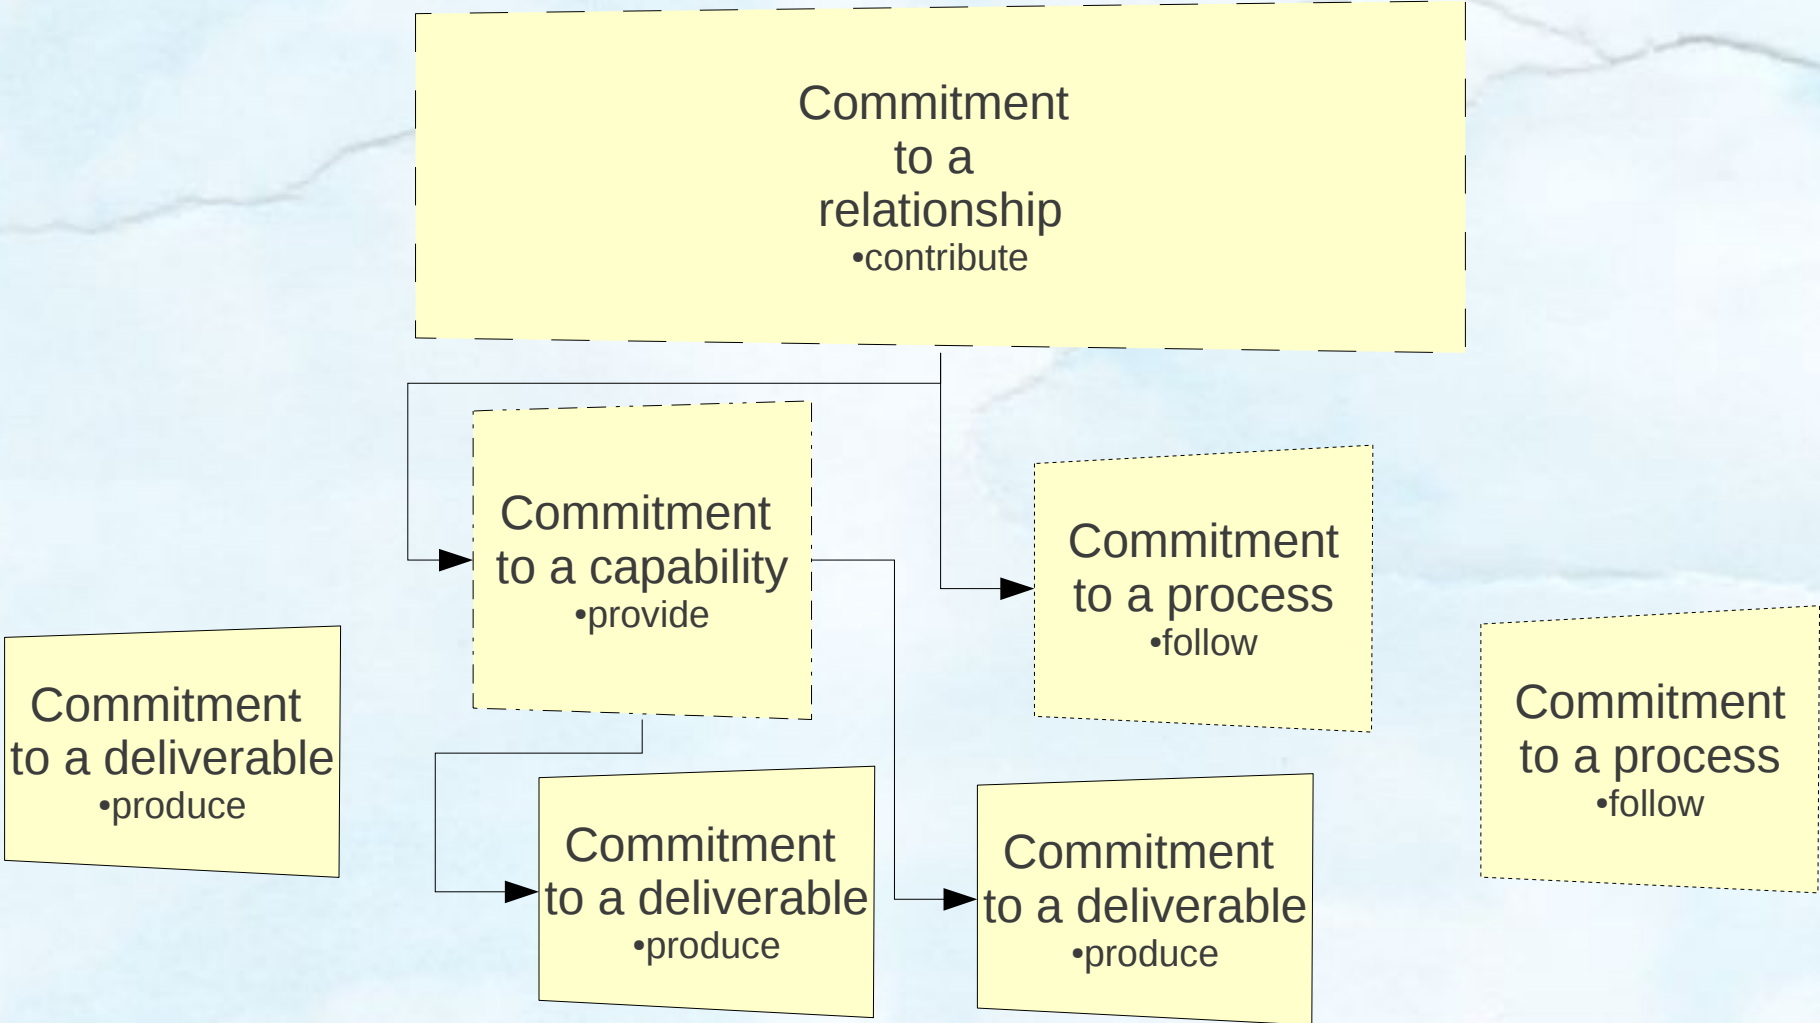 Commitment
to a
relationship
•contribute
Commitment
to a capability
•provide
Commitment
to a process
•follow
Commitment
to a deliverable
•produce
Commitment
to a process
•follow
Commitment
to a deliverable
•produce
Commitment
to a deliverable
•produce